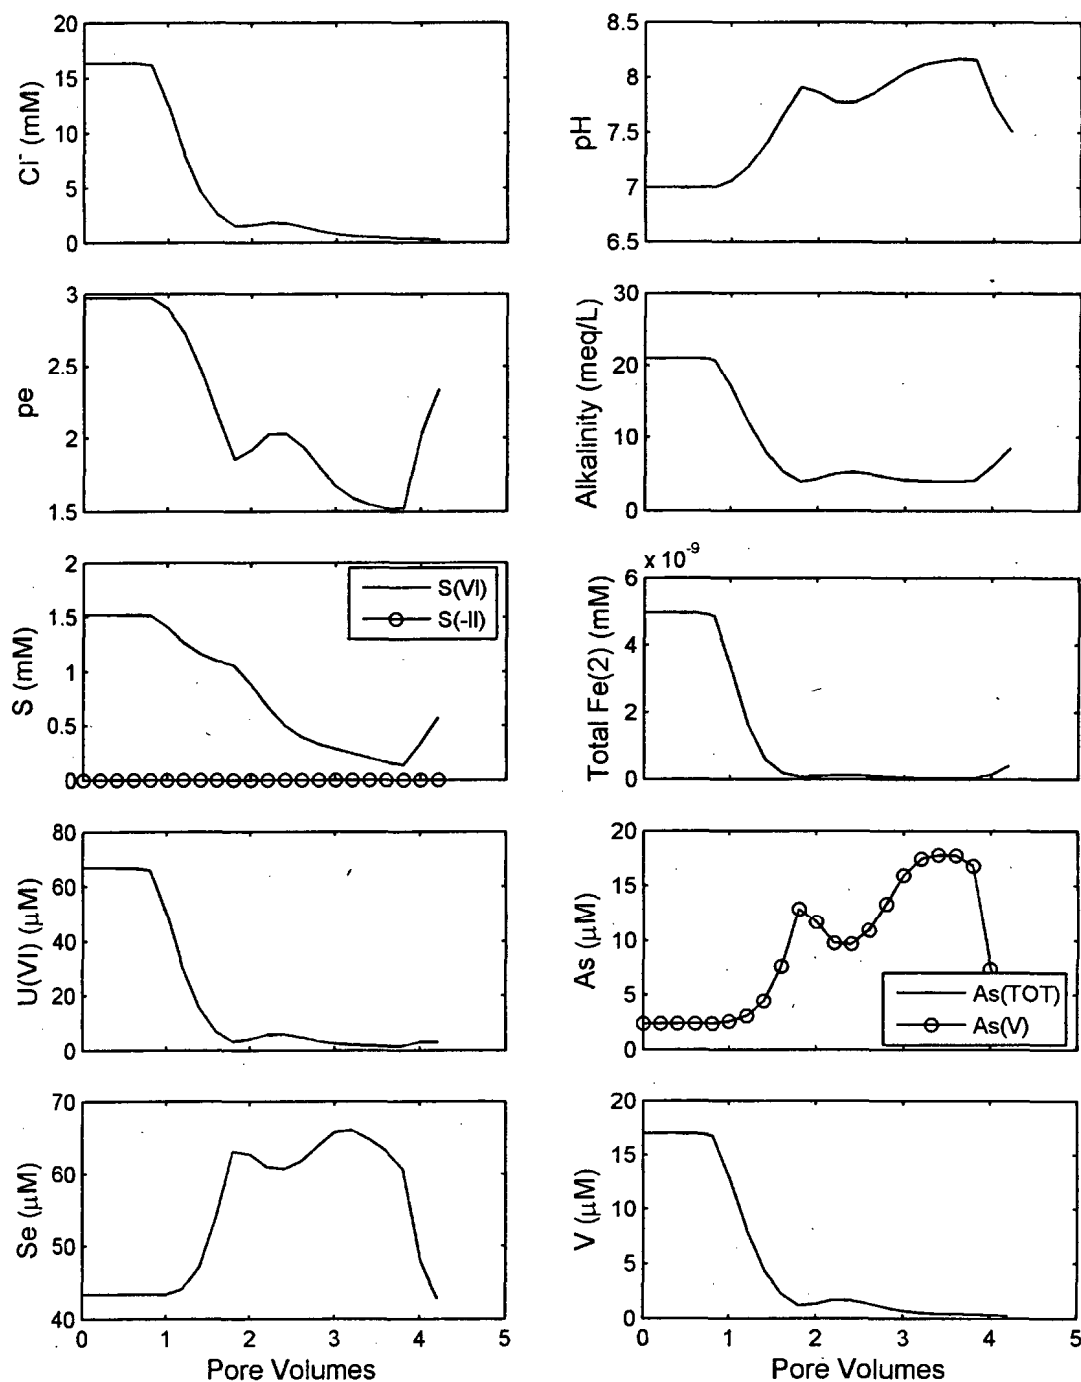 20
15
10
5
0
Cl⁻ (mM)
8.5
8
7.5
7
6.5
pH
3
2.5
2
1.5
pe
30
20
10
0
Alkalinity (meq/L)
2
1.5
1
0.5
0
S (mM)
S(VI)
S(-II)
x 10⁻⁹
6
4
2
0
Total Fe(2) (mM)
80
60
40
20
0
U(VI) (μM)
20
15
10
5
0
As (μM)
As(TOT)
As(V)
70
60
50
40
Se (μM)
0 1 2 3 4 5
Pore Volumes
20
15
10
5
0
V (μM)
0 1 2 3 4 5
Pore Volumes